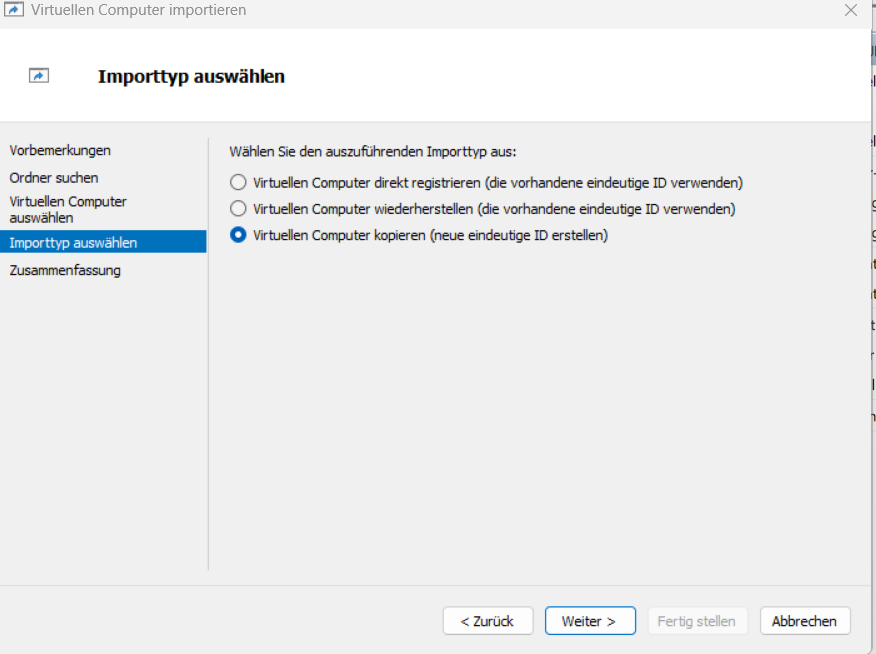 Virtuellen Computer importieren
Importtyp auswählen
Vorbemerkungen
Ordner suchen
Virtuellen Computer
auswählen
Importtyp auswählen
Zusammenfassung
Wählen Sie den auszuführenden Importtyp aus:
Virtuellen Computer direkt registrieren (die vorhandene eindeutige ID verwenden)
Virtuellen Computer wiederherstellen (die vorhandene eindeutige ID verwenden)
Virtuellen Computer kopieren (neue eindeutige ID erstellen)
< Zurück
Weiter >
Fertig stellen
Abbrechen